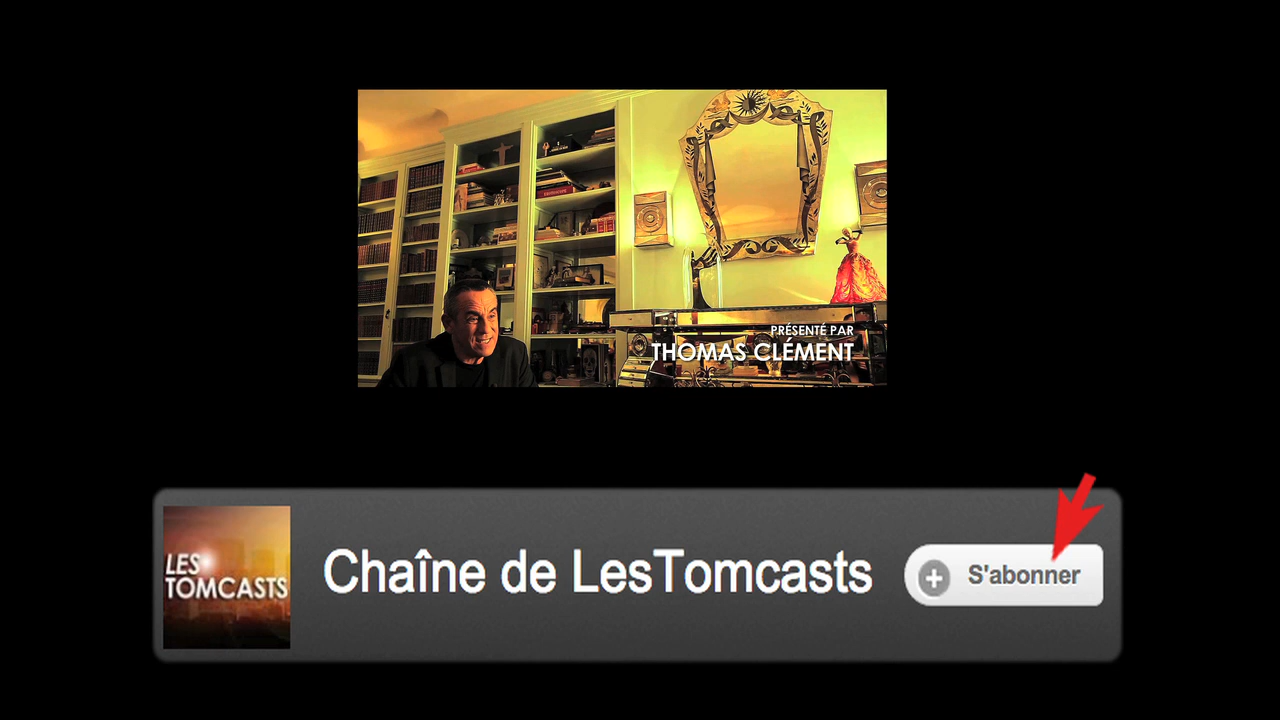 PRÉSENTÉ PAR
THOMAS CLÉMENT
LES
TOMCASTS
Chaîne de LesTomcasts
S'abonner